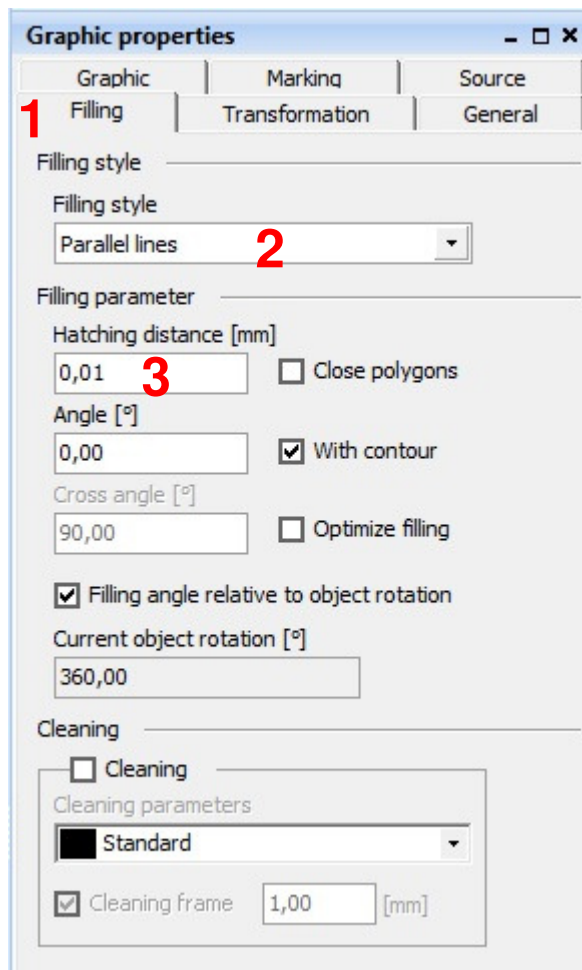 Graphic properties
Graphic Marking Source
1 Filling Transformation General
Filling style
Filling style
Parallel lines 2
Filling parameter
Hatching distance [mm]
0,01 3 Close polygons
Angle [º]
0,00 With contour
Cross angle [º]
90,00 Optimize filling
Filling angle relative to object rotation
Current object rotation [º]
360,00
Cleaning
Cleaning
Cleaning parameters
Standard
Cleaning frame 1,00 [mm]